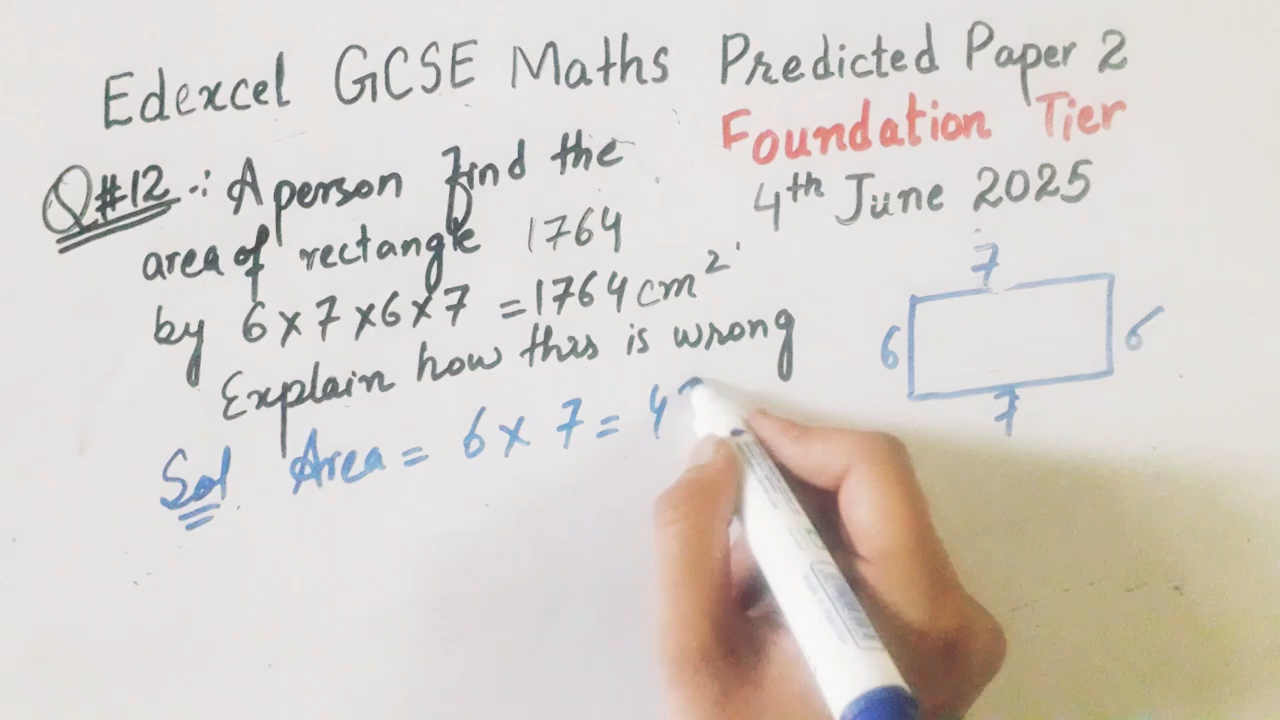 Edexcel GCSE Maths Predicted Paper 2
Foundation Tier
4th June 2025
Q#12 ∴ A person find the
area of rectangle 1764
by 6 × 7 × 6 × 7 = 1764 cm²
Explain how this is wrong
7
6
6
7
Sol Area = 6 × 7 = 4